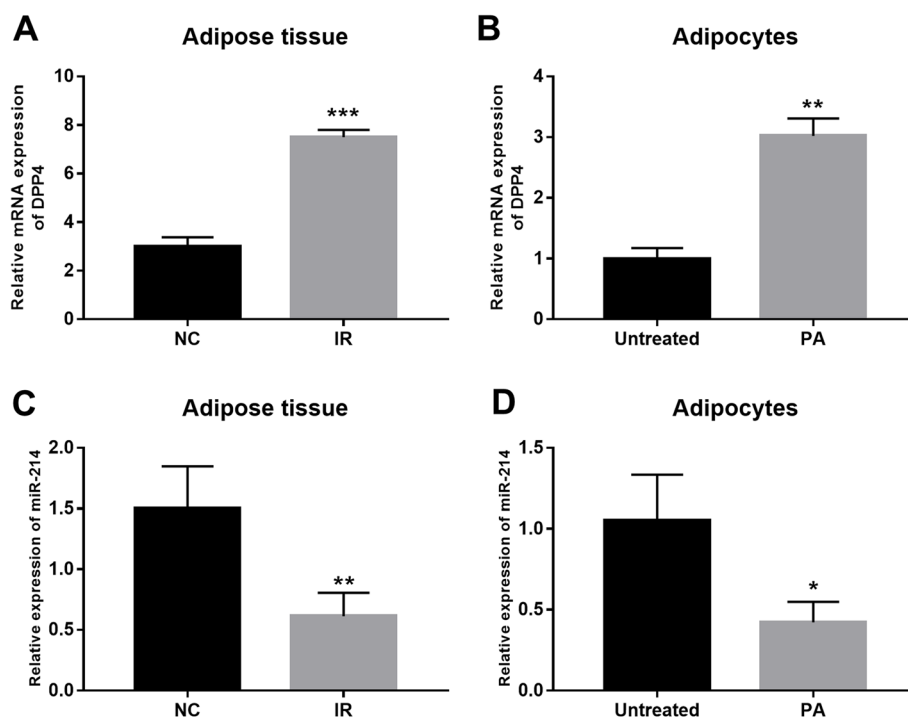 A
Adipose tissue
Relative mRNA expression
of DPP4
10
8
6
4
2
0
***
NC
IR
B
Adipocytes
Relative mRNA expression
of DPP4
4
3
2
1
0
**
Untreated
PA
C
Adipose tissue
Relative expression of miR-214
2.0
1.5
1.0
0.5
0.0
**
NC
IR
D
Adipocytes
Relative expression of miR-214
1.5
1.0
0.5
0.0
*
Untreated
PA